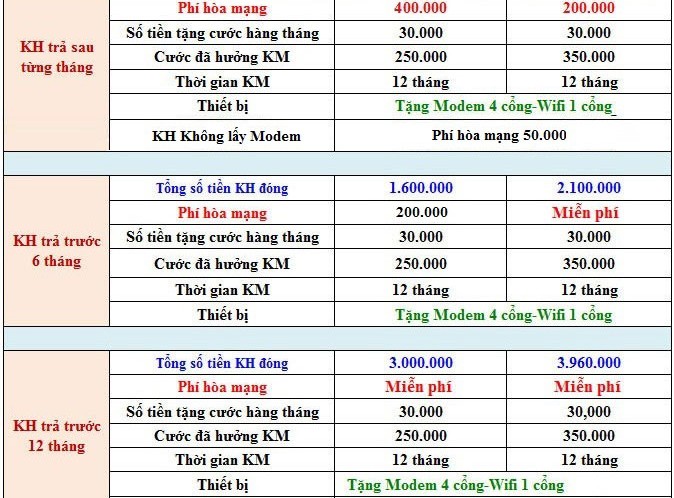 Phí hòa mạng 400.000 200.000
Số tiền tặng cước hàng tháng 30.000 30.000
KH trả sau
từng tháng
Cước đã hưởng KM 250.000 350.000
Thời gian KM 12 tháng 12 tháng
Thiết bị Tặng Modem 4 cổng-Wifi 1 cổng_
KH Không lấy Modem Phí hòa mạng 50.000
Tổng số tiền KH đóng 1.600.000 2.100.000
Phí hòa mạng 200.000 Miễn phí
KH trả trước
6 tháng
Số tiền tặng cước hàng tháng 30.000 30.000
Cước đã hưởng KM 250.000 350.000
Thời gian KM 12 tháng 12 tháng
Thiết bị Tặng Modem 4 cổng-Wifi 1 cổng
Tổng số tiền KH đóng 3.000.000 3.960.000
Phí hòa mạng Miễn phí Miễn phí
KH trả trước
12 tháng
Số tiền tặng cước hàng tháng 30.000 30,000
Cước đã hưởng KM 250.000 350.000
Thời gian KM 12 tháng 12 tháng
Thiết bị Tặng Modem 4 cổng-Wifi 1 cổng